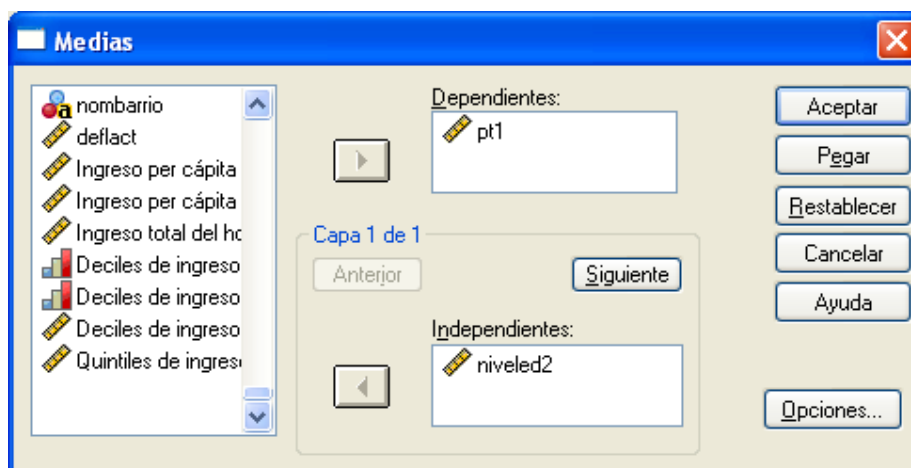 Medias
nombarrio
deflact
Ingreso per cápita
Ingreso per cápita
Ingreso total del hc
Deciles de ingreso
Deciles de ingreso
Deciles de ingreso
Quintiles de ingres
Dependientes:
pt1
Capa 1 de 1
Anterior
Siguiente
Independientes:
niveled2
Aceptar
Pegar
Restablecer
Cancelar
Ayuda
Opciones...